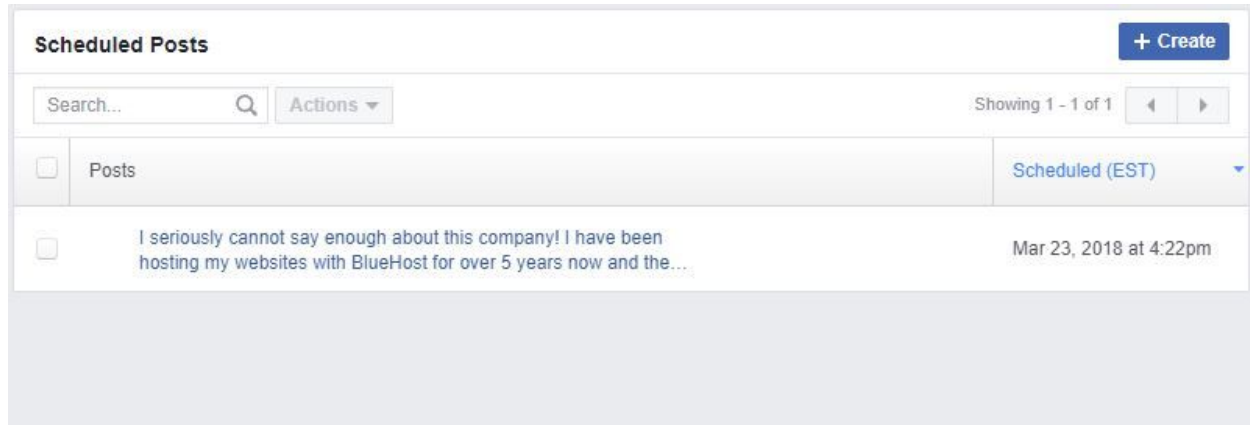 Scheduled Posts
+ Create
Search...
Actions
Showing 1 - 1 of 1
Posts
Scheduled (EST)
I seriously cannot say enough about this company! I have been
hosting my websites with BlueHost for over 5 years now and the...
Mar 23, 2018 at 4:22pm